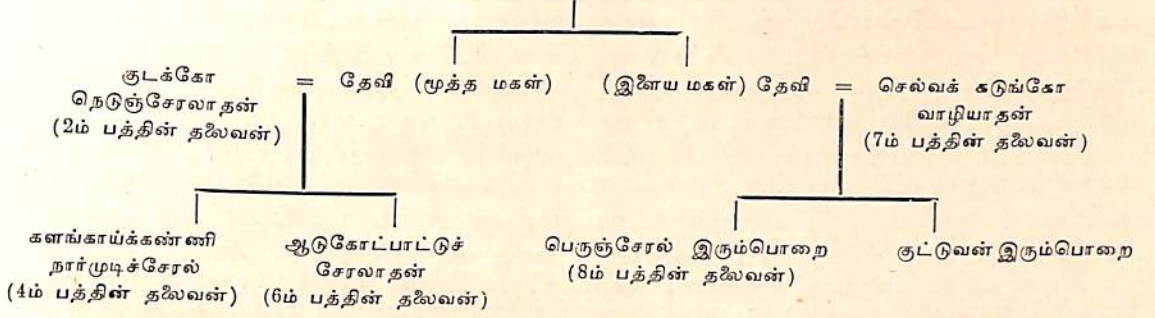 குடக்கோ
நெடுஞ்சேரலாதன்
(2ம் பத்தின் தலைவன்)
= தேவி (மூத்த மகள்)
(இளைய மகள்) தேவி =
செல்வக் கடுங்கோ
வாழியாதன்
(7ம் பத்தின் தலைவன்)
களங்காய்க்கண்ணி
நார்முடிச்சேரல்
(4ம் பத்தின் தலைவன்)
ஆடுகோட்பாட்டுச்
சேரலாதன்
(6ம் பத்தின் தலைவன்)
பெருஞ்சேரல் இரும்பொறை
(8ம் பத்தின் தலைவன்)
குட்டுவன் இரும்பொறை